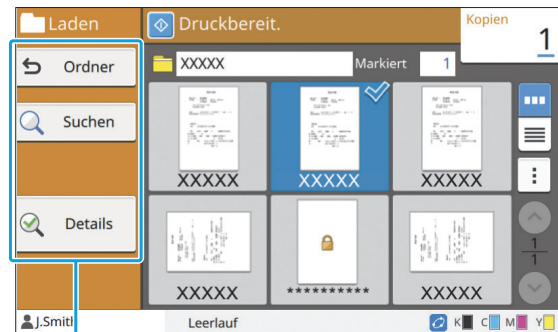 Laden
Druckbereit.
Kopien
1
Ordner
XXXXX
Markiert
1
Suchen
XXXXX
XXXXX
XXXXX
Details
1
1
XXXXX
**********
XXXXX
J.Smith
Leerlauf
K
C
M
Y